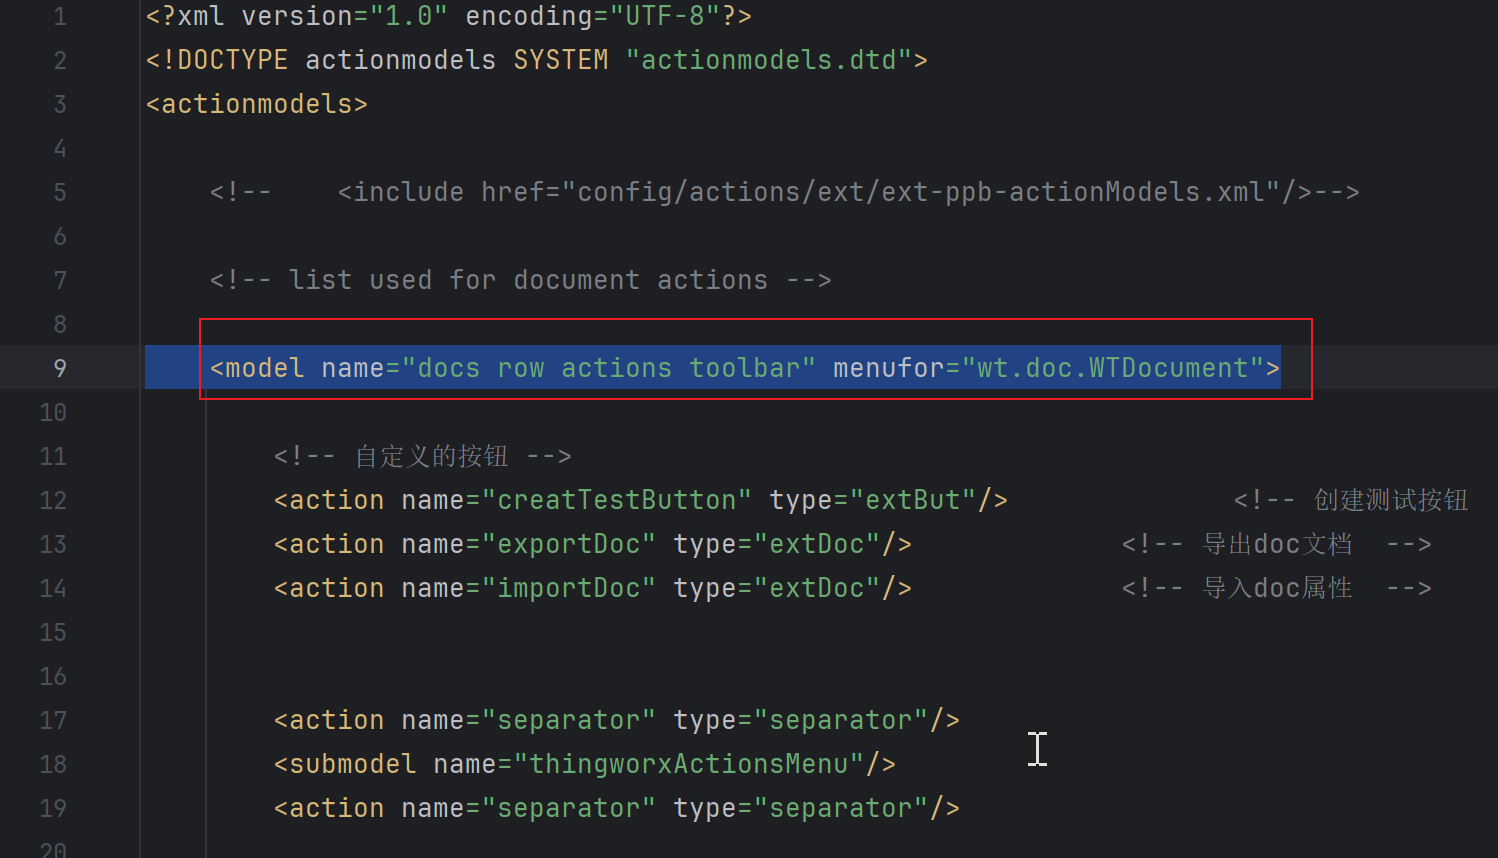 1 <?xml version="1.0" encoding="UTF-8"?>
2 <!DOCTYPE actionmodels SYSTEM "actionmodels.dtd">
3 <actionmodels>
4
5 <!--    <include href="config/actions/ext/ext-ppb-actionModels.xml"/>-->
6
7 <!-- list used for document actions -->
8
9 <model name="docs row actions toolbar" menufor="wt.doc.WTDocument">
10
11 <!-- 自定义的按钮 -->
12 <action name="creatTestButton" type="extBut"/> <!-- 创建测试按钮
13 <action name="exportDoc" type="extDoc"/> <!-- 导出doc文档  -->
14 <action name="importDoc" type="extDoc"/> <!-- 导入doc属性  -->
15
16
17 <action name="separator" type="separator"/>
18 <submodel name="thingworxActionsMenu"/>
19 <action name="separator" type="separator"/>
20